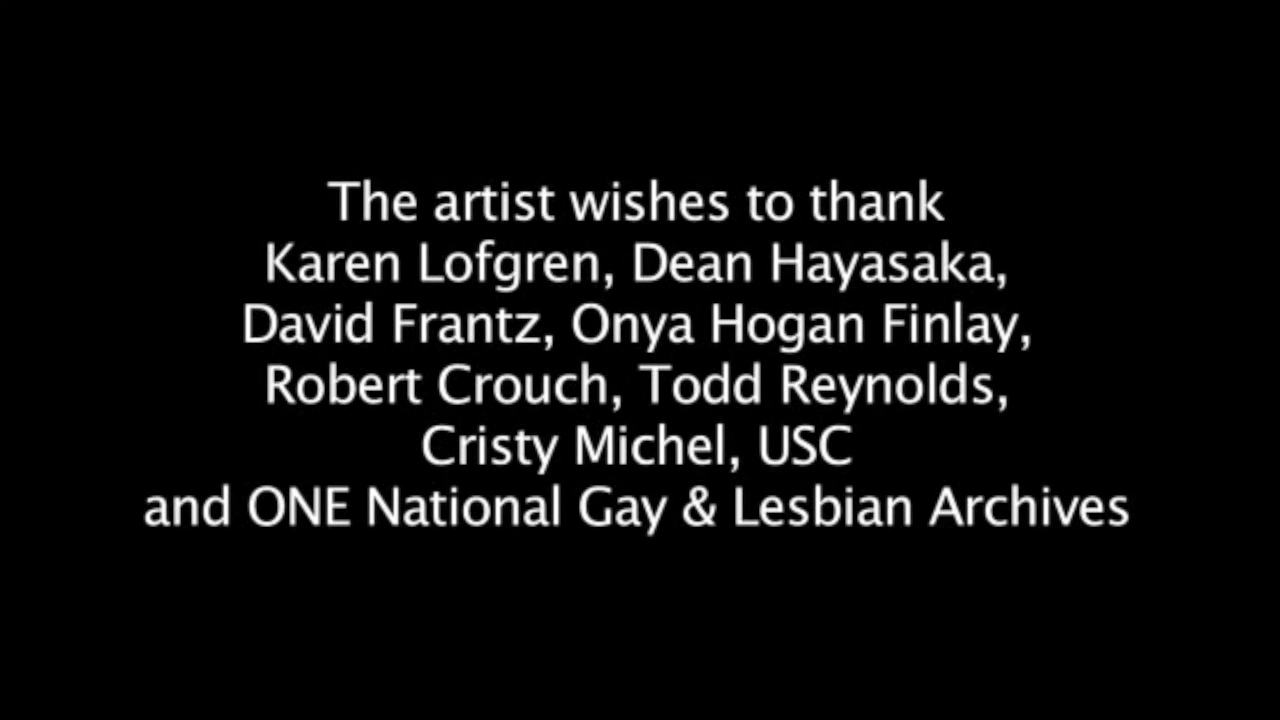 The artist wishes to thank
Karen Lofgren, Dean Hayasaka,
David Frantz, Onya Hogan Finlay,
Robert Crouch, Todd Reynolds,
Cristy Michel, USC
and ONE National Gay & Lesbian Archives